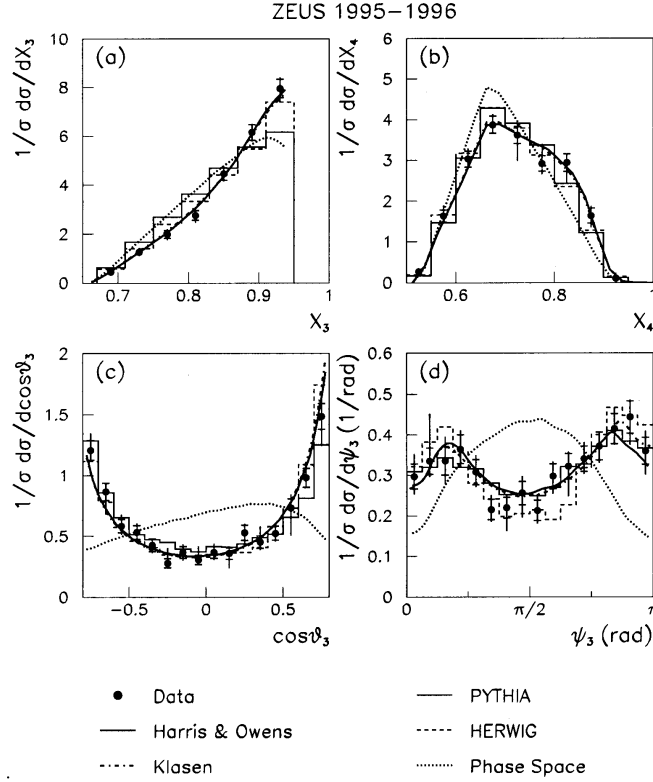 ZEUS 1995-1996
(a)
1/σ dσ/dX₃
10
8
6
4
2
0
0.7
0.8
0.9
1
X₃
(b)
1/σ dσ/dX₄
6
5
4
3
2
1
0
0.6
0.8
1
X₄
(c)
1/σ dσ/dcosϑ₃
2
1.5
1
0.5
0
-0.5
0
0.5
cosϑ₃
(d)
1/σ dσ/dψ₃ (1/rad)
0.6
0.5
0.4
0.3
0.2
0.1
0
0
π/2
π
ψ₃ (rad)
Data
PYTHIA
Harris & Owens
HERWIG
Klasen
Phase Space